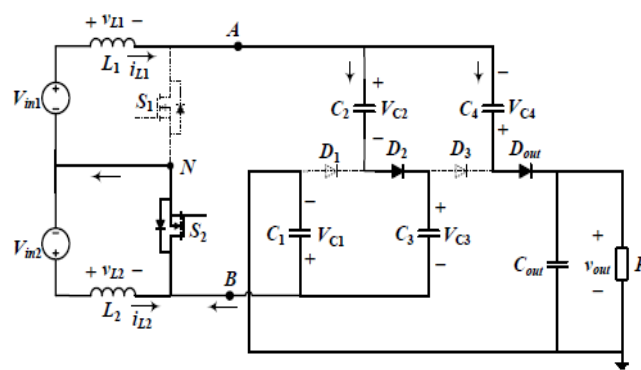 + vL1 −
A
L1
iL1
S1
Vin1
+
C2
VC2
−
−
C4
VC4
+
D1
D2
D3
Dout
N
S2
−
C1
VC1
+
+
C3
VC3
−
Vin2
+ vL2 −
L2
iL2
B
Cout
+
vout
−
R